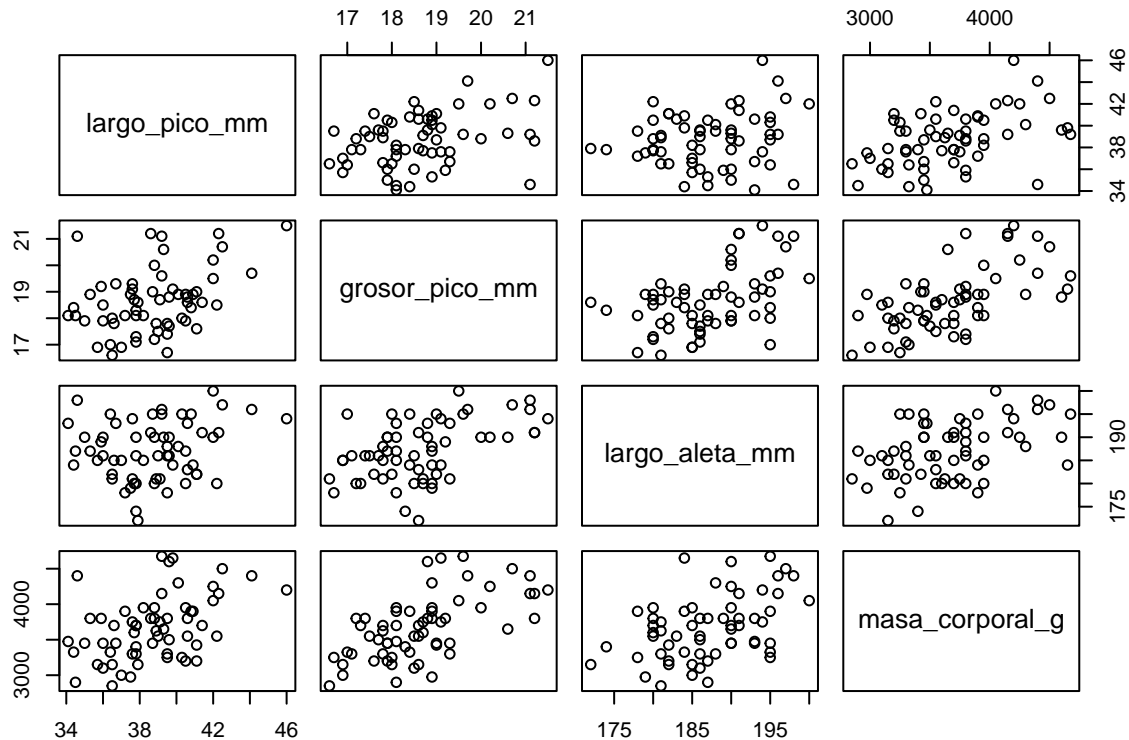 17 18 19 20 21
3000 4000
largo_pico_mm
34 38 42 46
17 19 21
grosor_pico_mm
largo_aleta_mm
175 190
3000 4000
masa_corporal_g
34 38 42 46
175 185 195